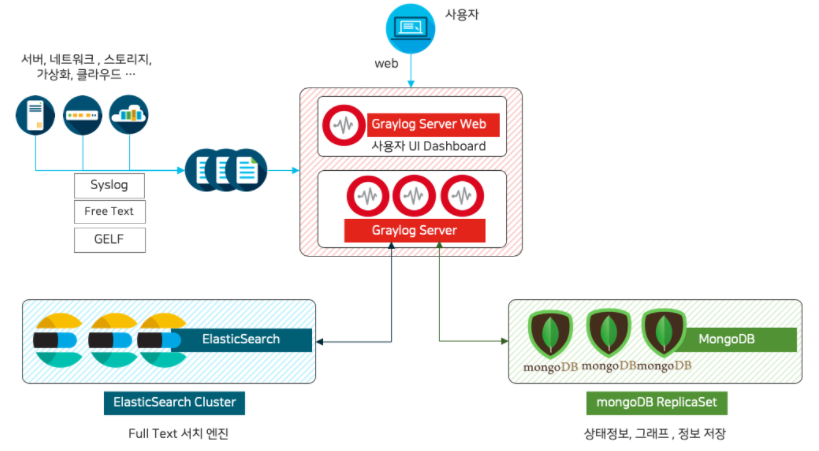 사용자
web
서버, 네트워크 , 스토리지,
가상화, 클라우드 …
Graylog Server Web
사용자 UI Dashboard
Syslog
Free Text
GELF
Graylog Server
ElasticSearch
MongoDB
mongoDB mongoDB mongoDB
ElasticSearch Cluster
mongoDB ReplicaSet
Full Text 서치 엔진
상태정보, 그래프 , 정보 저장